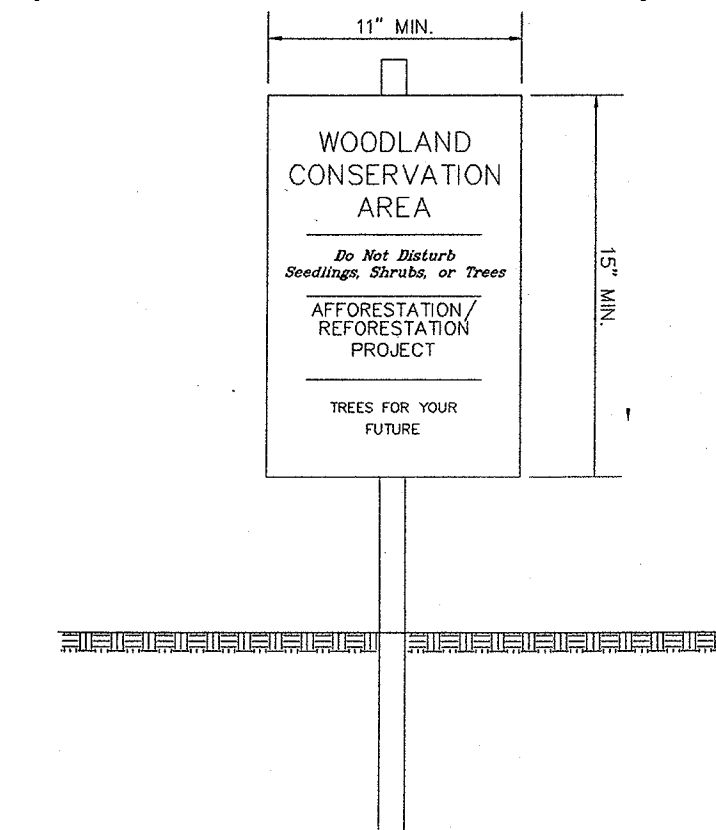 11" MIN.
WOODLAND
CONSERVATION
AREA
Do Not Disturb
Seedlings, Shrubs, or Trees
AFFORESTATION/
REFORESTATION
PROJECT
TREES FOR YOUR
FUTURE
15" MIN.